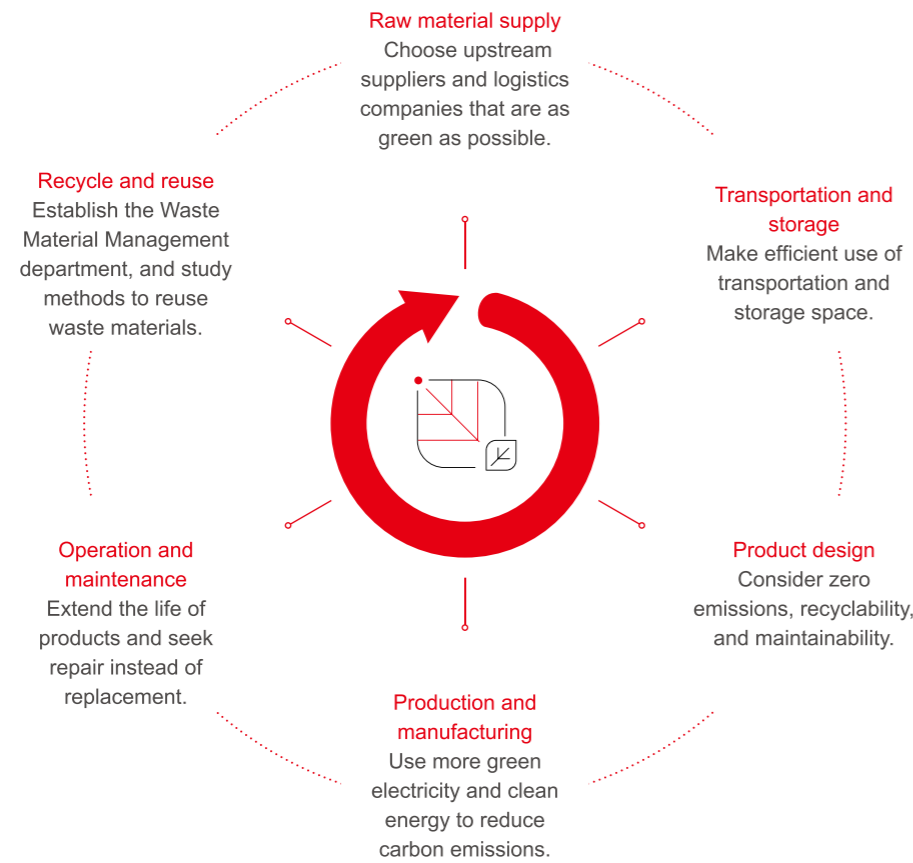 Raw material supply
Choose upstream
suppliers and logistics
companies that are as
green as possible.
Transportation and
storage
Make efficient use of
transportation and
storage space.
Product design
Consider zero
emissions, recyclability,
and maintainability.
Production and
manufacturing
Use more green
electricity and clean
energy to reduce
carbon emissions.
Operation and
maintenance
Extend the life of
products and seek
repair instead of
replacement.
Recycle and reuse
Establish the Waste
Material Management
department, and study
methods to reuse
waste materials.